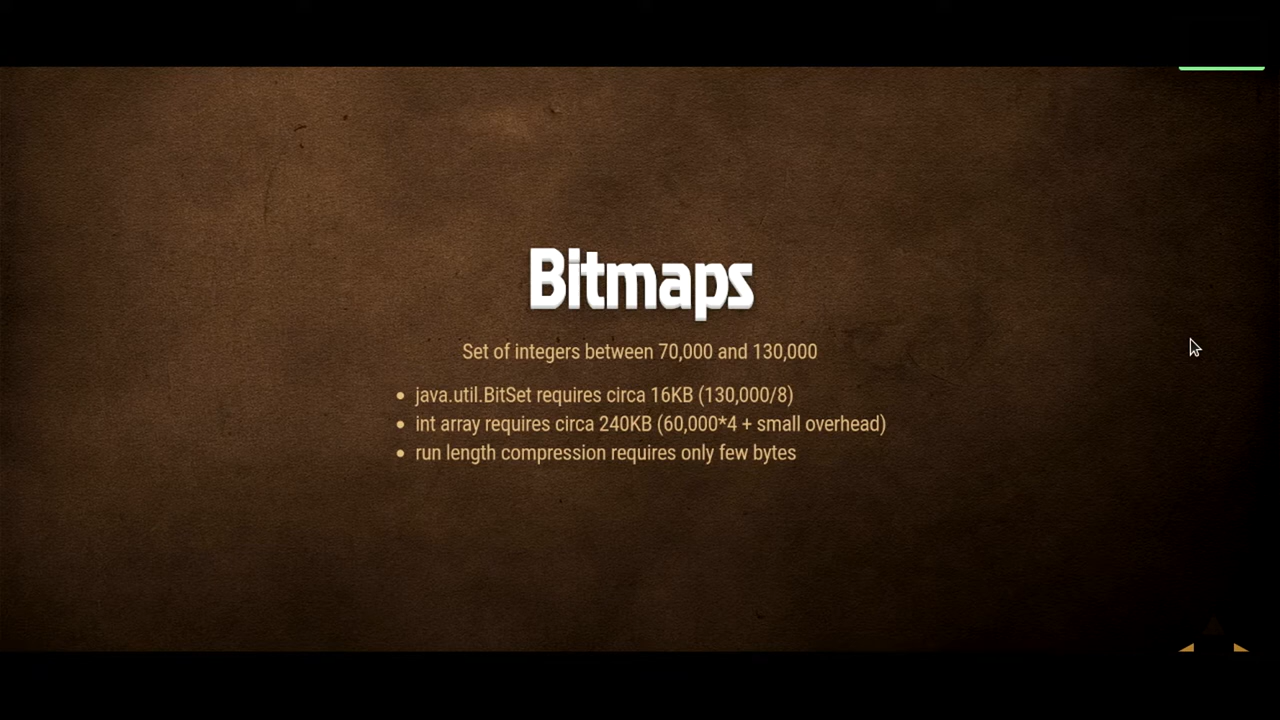 Bitmaps
Set of integers between 70,000 and 130,000
• java.util.BitSet requires circa 16KB (130,000/8)
• int array requires circa 240KB (60,000*4 + small overhead)
• run length compression requires only few bytes